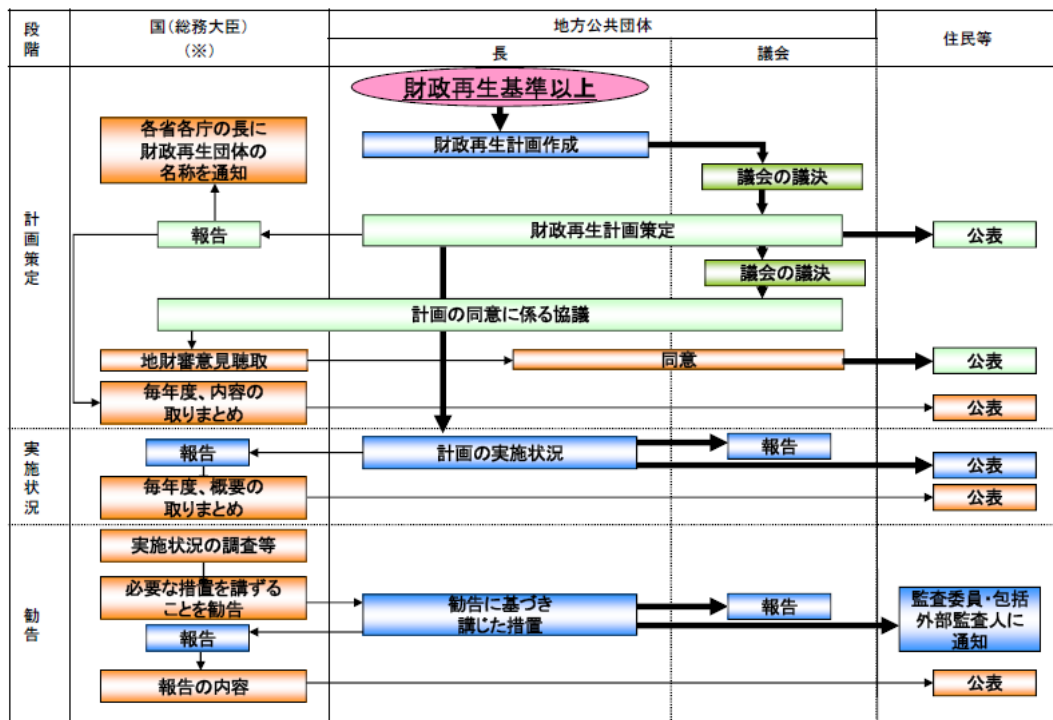 段
階
国(総務大臣)
(※)
地方公共団体
長
議会
住民等
計
画
策
定
財政再生基準以上
各省各庁の長に
財政再生団体の
名称を通知
財政再生計画作成
議会の議決
報告
財政再生計画策定
公表
議会の議決
計画の同意に係る協議
地財審意見聴取
同意
公表
毎年度、内容の
取りまとめ
公表
実
施
状
況
報告
計画の実施状況
報告
公表
毎年度、概要の
取りまとめ
公表
勧
告
実施状況の調査等
必要な措置を講ずる
ことを勧告
勧告に基づき
講じた措置
報告
監査委員・包括
外部監査人に
通知
報告
報告の内容
公表